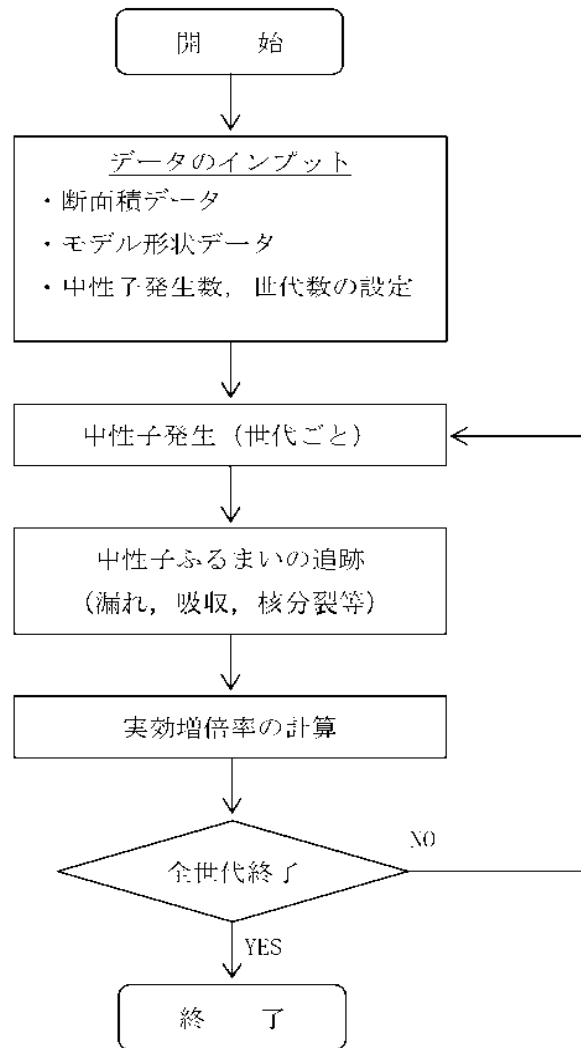 開　始
データのインプット
・断面積データ
・モデル形状データ
・中性子発生数，世代数の設定
中性子発生（世代ごと）
中性子ふるまいの追跡
（漏れ，吸収，核分裂等）
実効増倍率の計算
全世代終了
NO
YES
終　了